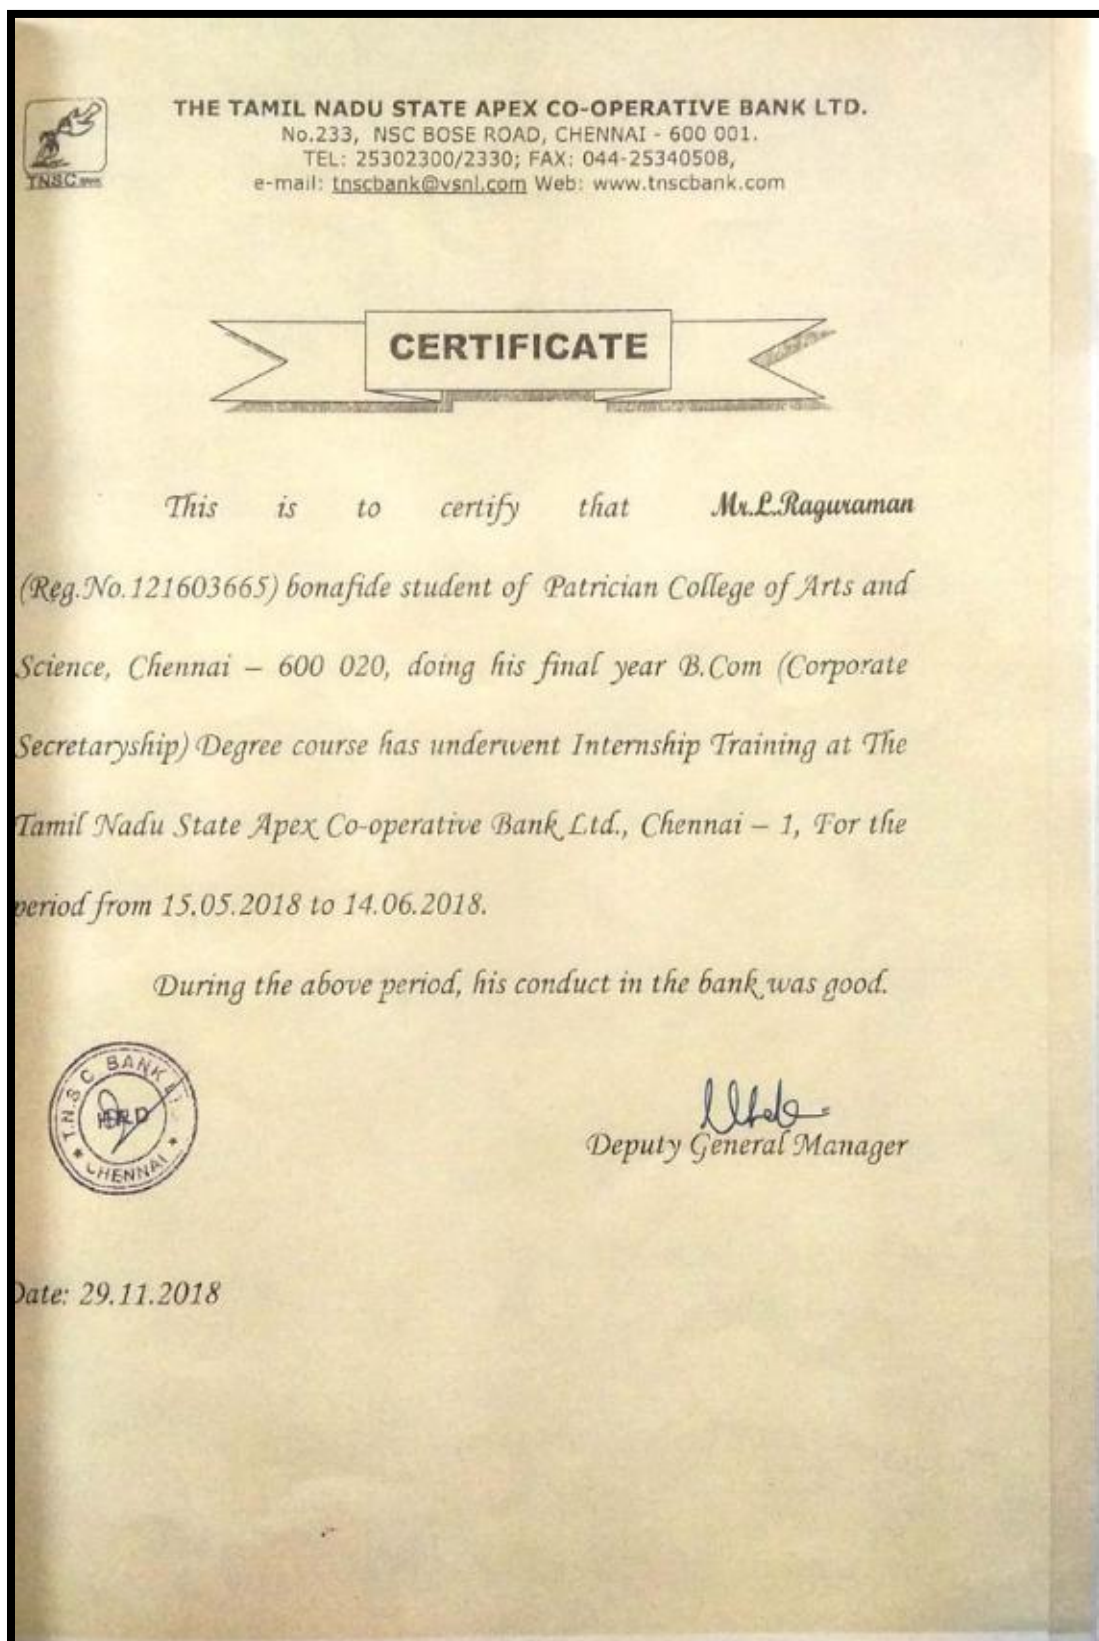 THE TAMIL NADU STATE APEX CO-OPERATIVE BANK LTD.
No.233, NSC BOSE ROAD, CHENNAI - 600 001.
TEL: 25302300/2330; FAX: 044-25340508,
e-mail: tnscbank@vsnl.com Web: www.tnscbank.com
TNSC BANK
CERTIFICATE
This is to certify that Mr.L.Raguraman
(Reg.No.121603665) bonafide student of Patrician College of Arts and
Science, Chennai – 600 020, doing his final year B.Com (Corporate
Secretaryship) Degree course has underwent Internship Training at The
Tamil Nadu State Apex Co-operative Bank Ltd., Chennai – 1, For the
period from 15.05.2018 to 14.06.2018.
During the above period, his conduct in the bank was good.
T.N.S.C BANK
HRD
* CHENNAI *
Deputy General Manager
Date: 29.11.2018